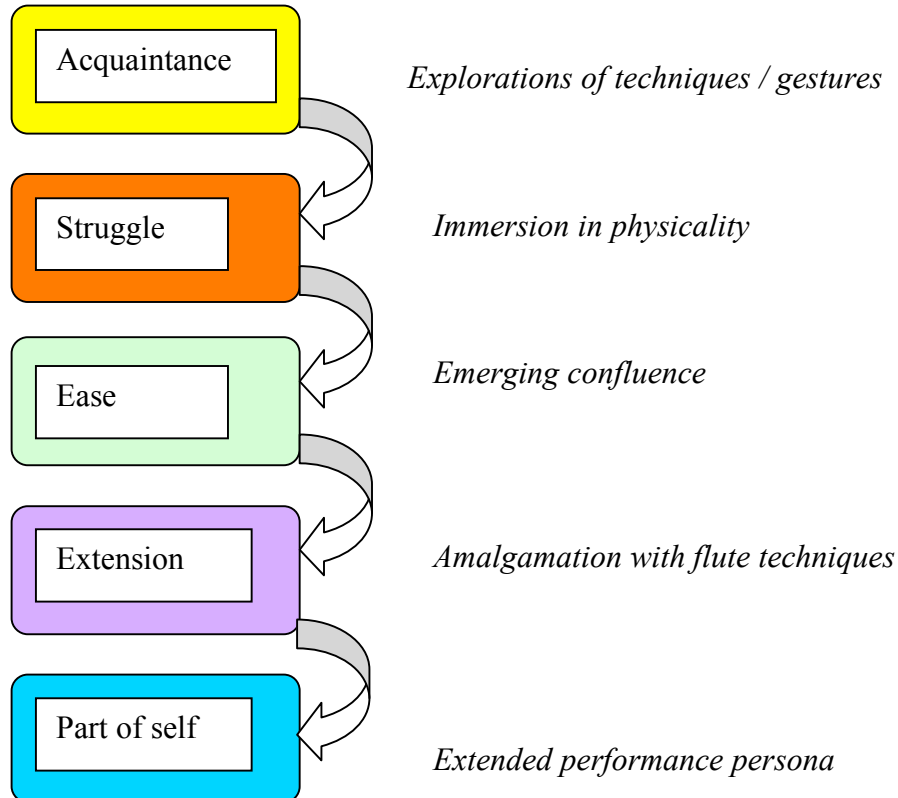 Acquaintance
Explorations of techniques / gestures
Struggle
Immersion in physicality
Ease
Emerging confluence
Extension
Amalgamation with flute techniques
Part of self
Extended performance persona